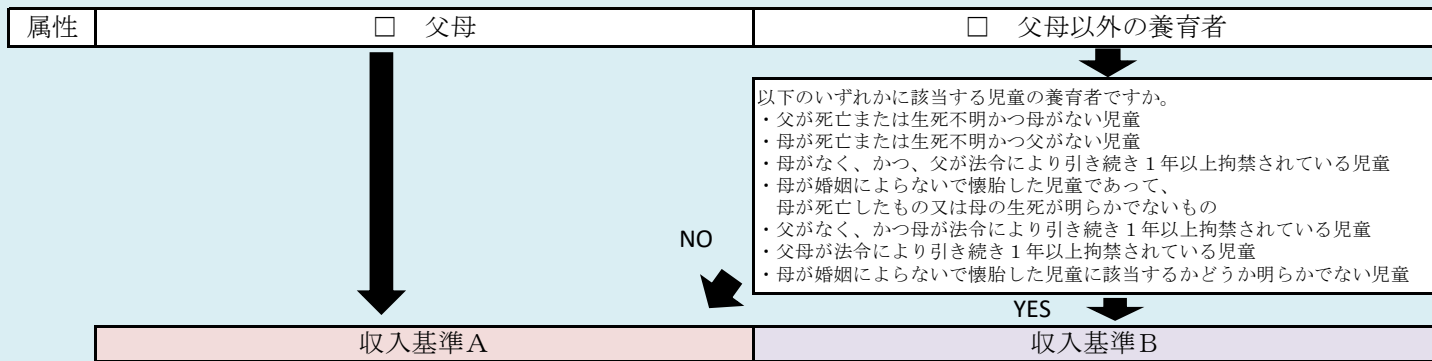 属性
□ 父母
□ 父母以外の養育者
以下のいずれかに該当する児童の養育者ですか。
・父が死亡または生死不明かつ母がない児童
・母が死亡または生死不明かつ父がない児童
・母がなく、かつ、父が法令により引き続き１年以上拘禁されている児童
・母が婚姻によらないで懐胎した児童であって、
母が死亡したもの又は母の生死が明らかでないもの
・父がなく、かつ母が法令により引き続き１年以上拘禁されている児童
・父母が法令により引き続き１年以上拘禁されている児童
・母が婚姻によらないで懐胎した児童に該当するかどうか明らかでない児童
NO
YES
収入基準Ａ
収入基準Ｂ